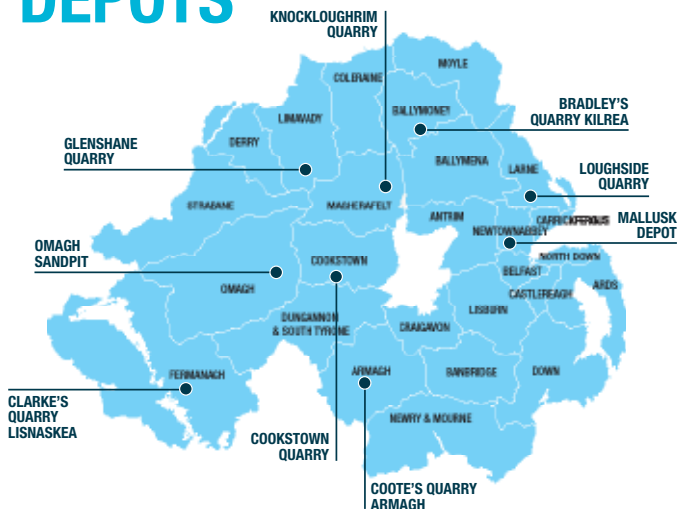 DEPOTS
KNOCKLOUGHRIM
QUARRY
MOYLE
COLERAINE
BRADLEY'S
QUARRY KILREA
BALLYMONEY
LIMAVADY
GLENSHANE
QUARRY
DERRY
BALLYMENA
LARNE
LOUGHSIDE
QUARRY
STRABANE
MAGHERAFELT
ANTRIM
CARRICKFERGUS
MALLUSK
DEPOT
NEWTOWNABBEY
OMAGH
SANDPIT
COOKSTOWN
NORTH DOWN
BELFAST
OMAGH
CASTLEREAGH
ARDS
LISBURN
DUNGANNON
& SOUTH TYRONE
CRAIGAVON
FERMANAGH
ARMAGH
BANBRIDGE
DOWN
CLARKE'S
QUARRY
LISNASKEA
NEWRY & MOURNE
COOKSTOWN
QUARRY
COOTE'S QUARRY
ARMAGH